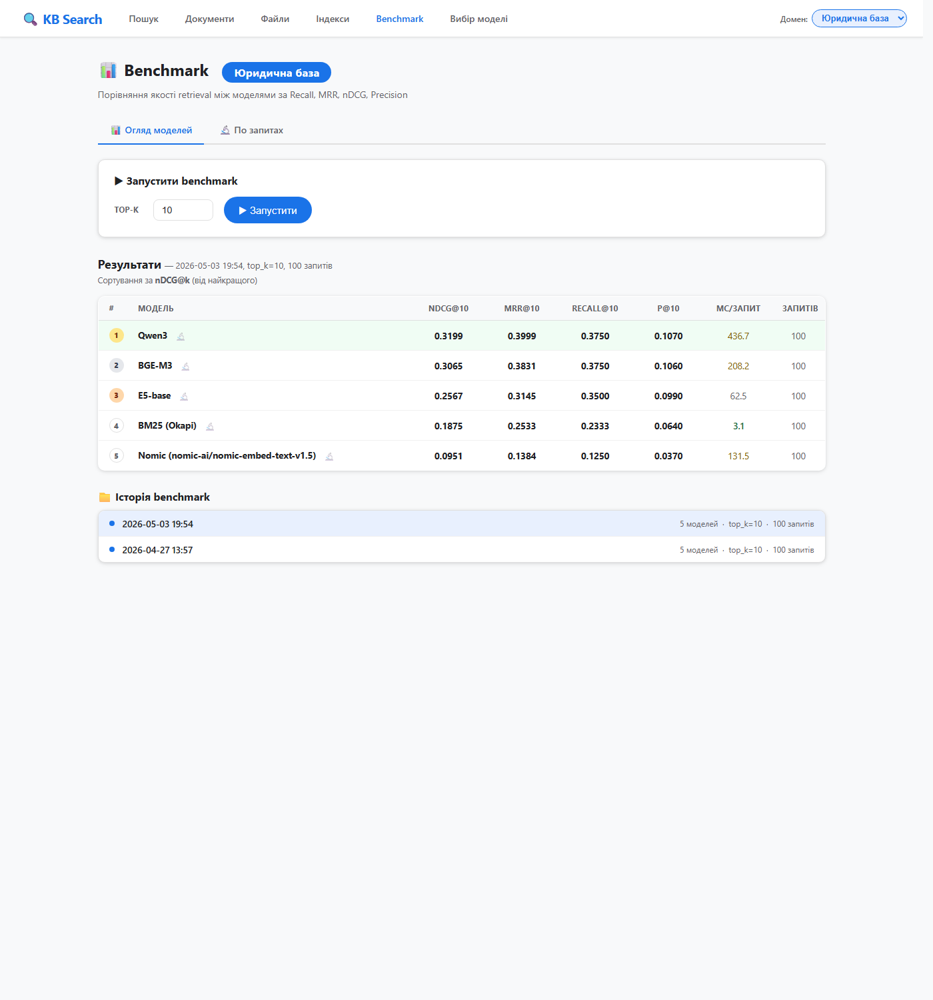 KB Search Пошук Документи Файли Індекси Benchmark Вибір моделі Домен: Юридична база
Benchmark Юридична база
Порівняння якості retrieval між моделями за Recall, MRR, nDCG, Precision
Огляд моделей По запитах
▶ Запустити benchmark
TOP-K 10 ▶ Запустити
Результати — 2026-05-03 19:54, top_k=10, 100 запитів
Сортування за nDCG@k (від найкращого)
# МОДЕЛЬ NDCG@10 MRR@10 RECALL@10 P@10 МС/ЗАПИТ ЗАПИТІВ
1 Qwen3 0.3199 0.3999 0.3750 0.1070 436.7 100
2 BGE-M3 0.3065 0.3831 0.3750 0.1060 208.2 100
3 E5-base 0.2567 0.3145 0.3500 0.0990 62.5 100
4 BM25 (Okapi) 0.1875 0.2533 0.2333 0.0640 3.1 100
5 Nomic (nomic-ai/nomic-embed-text-v1.5) 0.0951 0.1384 0.1250 0.0370 131.5 100
Історія benchmark
2026-05-03 19:54 5 моделей · top_k=10 · 100 запитів
2026-04-27 13:57 5 моделей · top_k=10 · 100 запитів